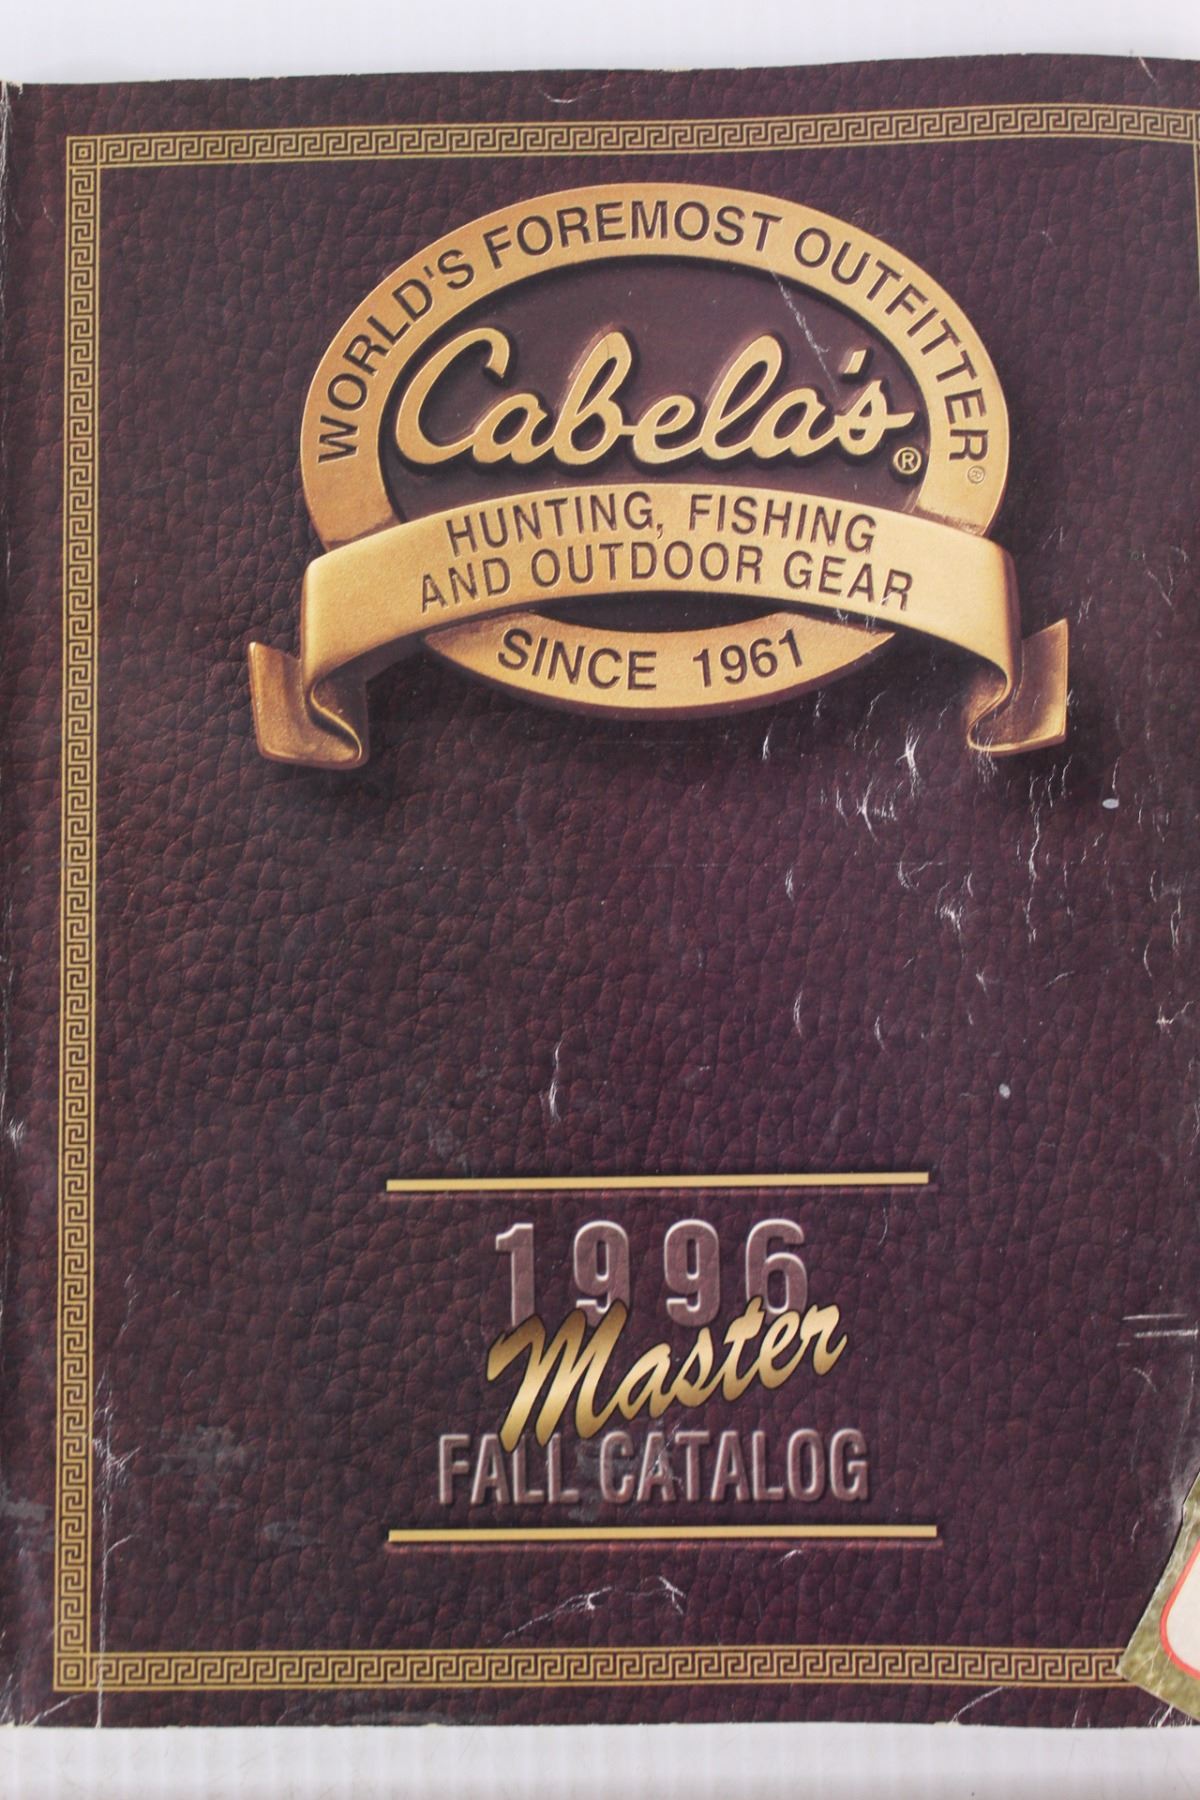 WORLD'S FOREMOST OUTFITTER®
Cabela's®
HUNTING, FISHING
AND OUTDOOR GEAR
SINCE 1961
1996
Master
FALL CATALOG